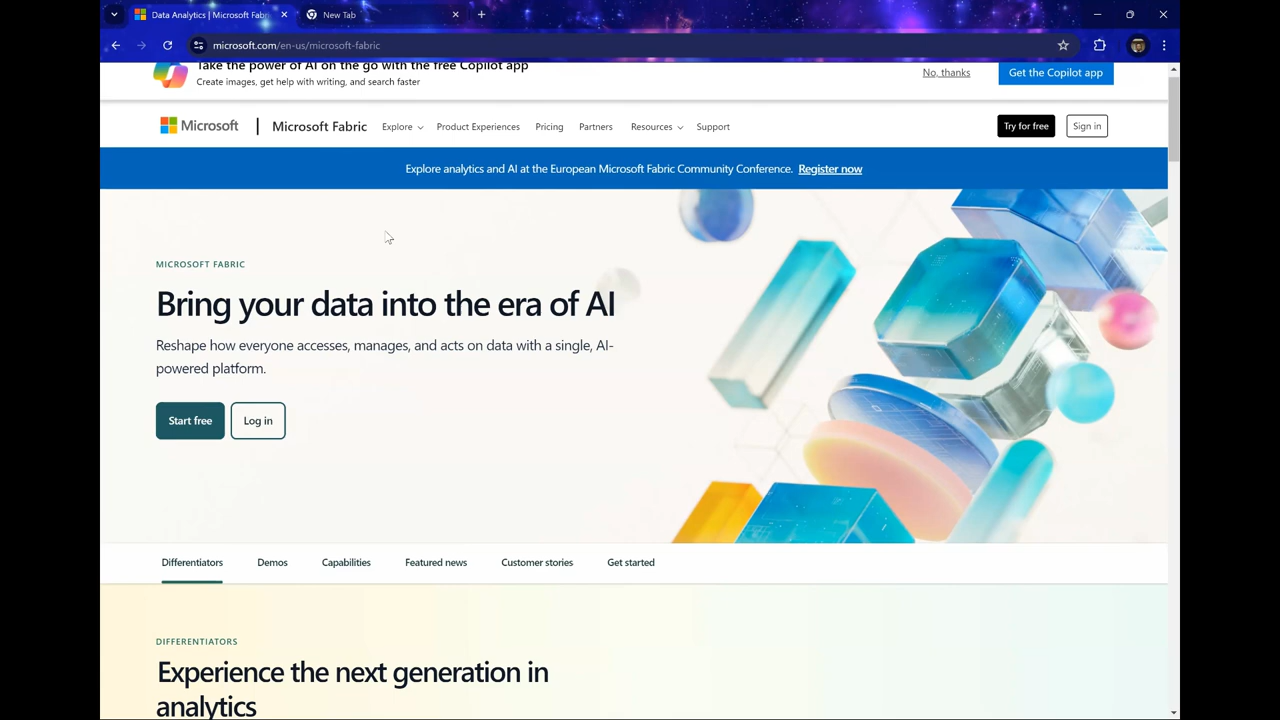 Data Analytics | Microsoft Fabr
New Tab
microsoft.com/en-us/microsoft-fabric
Take the power of AI on the go with the free Copilot app
Create images, get help with writing, and search faster
No, thanks
Get the Copilot app
Microsoft
Microsoft Fabric
Explore
Product Experiences
Pricing
Partners
Resources
Support
Try for free
Sign in
Explore analytics and AI at the European Microsoft Fabric Community Conference. Register now
MICROSOFT FABRIC
Bring your data into the era of AI
Reshape how everyone accesses, manages, and acts on data with a single, AI-
powered platform.
Start free
Log in
Differentiators
Demos
Capabilities
Featured news
Customer stories
Get started
DIFFERENTIATORS
Experience the next generation in
analytics